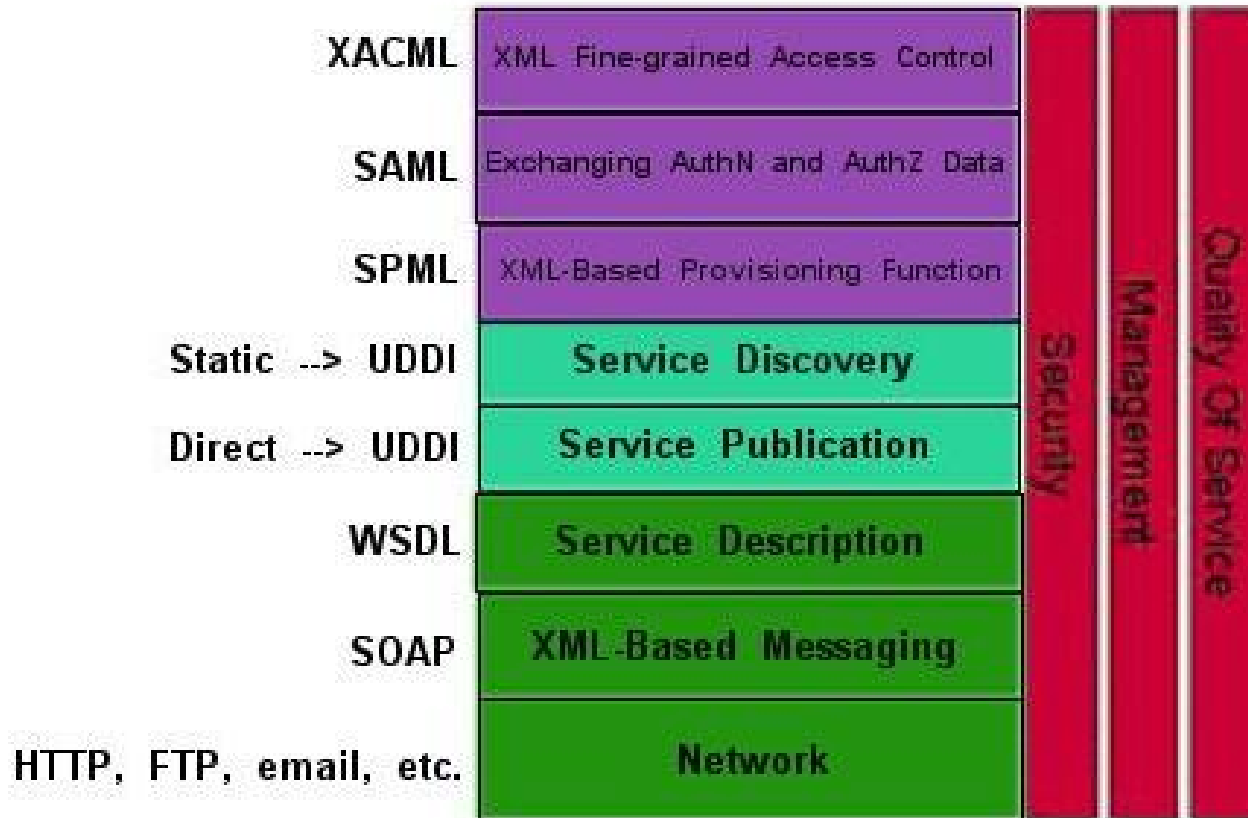 XACML XML Fine-grained Access Control
SAML Exchanging AuthN and AuthZ Data
SPML XML-Based Provisioning Function
Static --> UDDI Service Discovery
Direct --> UDDI Service Publication
WSDL Service Description
SOAP XML-Based Messaging
HTTP, FTP, email, etc. Network
Security
Management
Quality Of Service